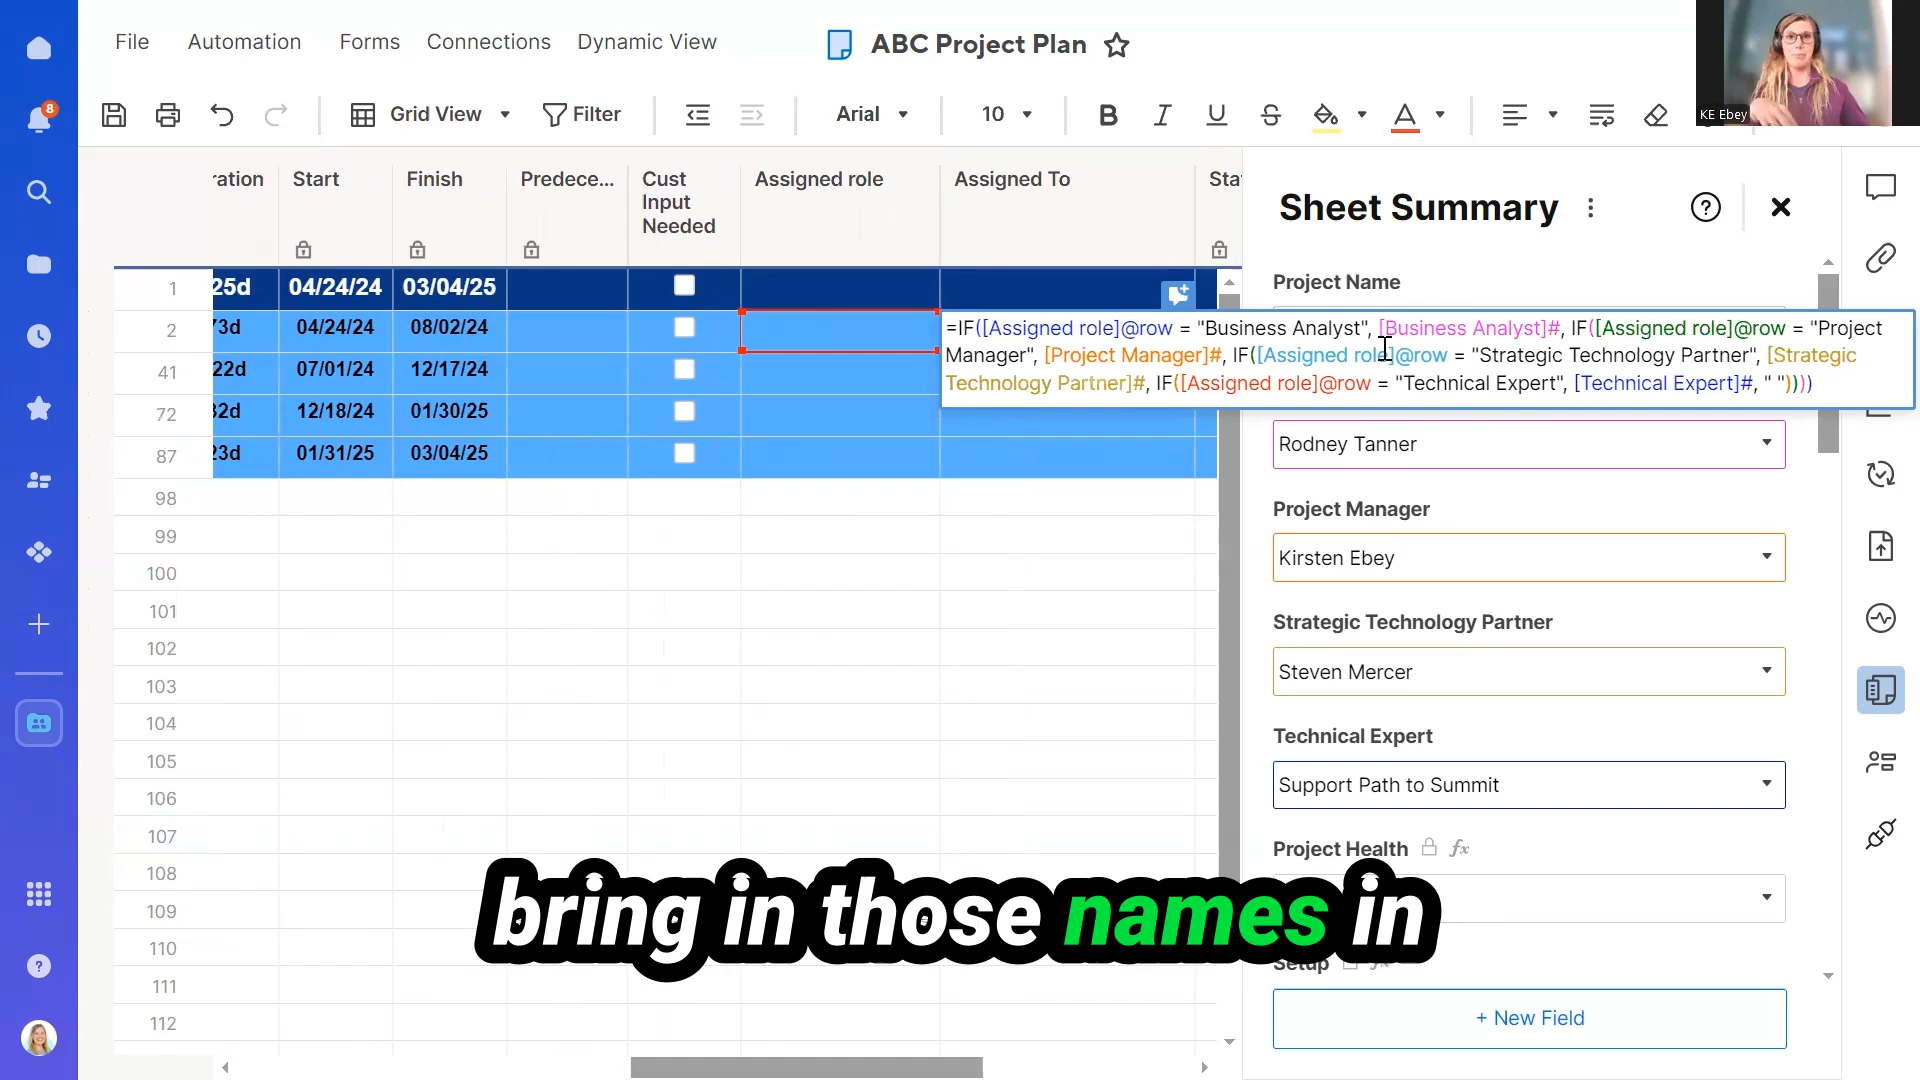 File Automation Forms Connections Dynamic View
ABC Project Plan
KE Ebey
8
Grid View
Filter
Arial
10
B I U S A
ration Start Finish Predece... Cust Input Needed Assigned role Assigned To Sta
1 25d 04/24/24 03/04/25
2 73d 04/24/24 08/02/24
41 22d 07/01/24 12/17/24
72 32d 12/18/24 01/30/25
87 23d 01/31/25 03/04/25
98
99
100
101
102
103
104
105
106
107
108
109
110
111
112
=IF([Assigned role]@row = "Business Analyst", [Business Analyst]#, IF([Assigned role]@row = "Project
Manager", [Project Manager]#, IF([Assigned role]@row = "Strategic Technology Partner", [Strategic
Technology Partner]#, IF([Assigned role]@row = "Technical Expert", [Technical Expert]#, " "))))
Sheet Summary
Project Name
Rodney Tanner
Project Manager
Kirsten Ebey
Strategic Technology Partner
Steven Mercer
Technical Expert
Support Path to Summit
Project Health fx
Setup
+ New Field
bring in those names in